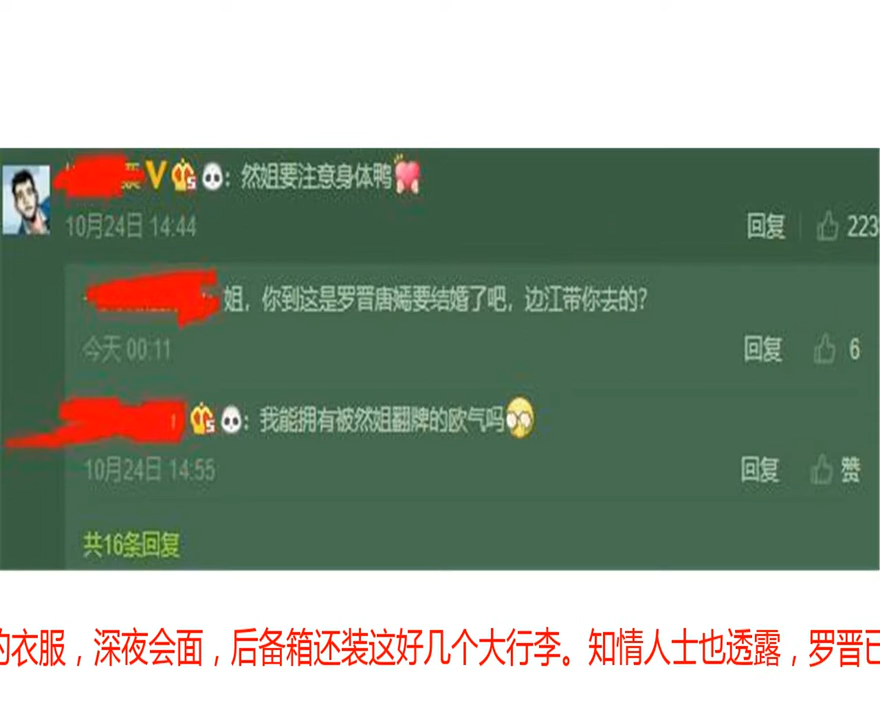 : 然姐要注意身体鸭
10月24日 14:44
回复 223
姐，你到这是罗晋唐嫣要结婚了吧，边江带你去的？
今天 00:11
回复 6
: 我能拥有被然姐翻牌的欧气吗
10月24日 14:55
回复 赞
共16条回复
的衣服，深夜会面，后备箱还装这好几个大行李。知情人士也透露，罗晋已